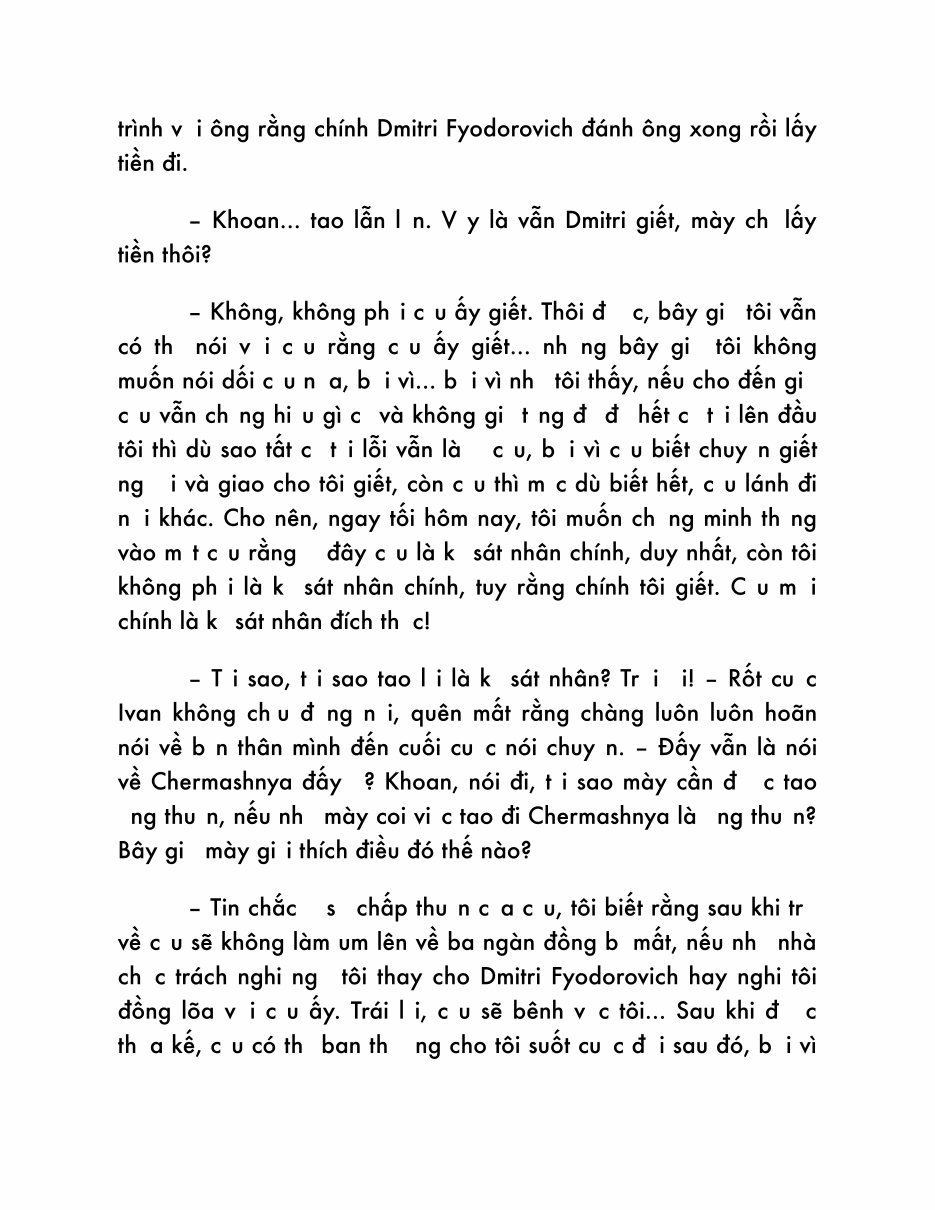 trình v i ông rằng chính Dmitri Fyodorovich đánh ông xong rồi lấy
tiền đi.
– Khoan... tao lẫn l n. V y là vẫn Dmitri giết, mày ch lấy
tiền thôi?
– Không, không ph i c u ấy giết. Thôi đ c, bây gi tôi vẫn
có th nói v i c u rằng c u ấy giết... nh ng bây gi tôi không
muốn nói dối c u n a, b i vì... b i vì nh tôi thấy, nếu cho đến gi
c u vẫn ch ng hi u gì c và không gi t ng đ đ hết c t i lên đầu
tôi thì dù sao tất c t i lỗi vẫn là c u, b i vì c u biết chuy n giết
ng i và giao cho tôi giết, còn c u thì m c dù biết hết, c u lánh đi
n i khác. Cho nên, ngay tối hôm nay, tôi muốn ch ng minh th ng
vào m t c u rằng đây c u là k sát nhân chính, duy nhất, còn tôi
không ph i là k sát nhân chính, tuy rằng chính tôi giết. C u m i
chính là k sát nhân đích th c!
– T i sao, t i sao tao l i là k sát nhân? Tr i i! – Rốt cu c
Ivan không ch u đ ng n i, quên mất rằng chàng luôn luôn hoãn
nói về b n thân mình đến cuối cu c nói chuy n. – Đấy vẫn là nói
về Chermashnya đấy ? Khoan, nói đi, t i sao mày cần đ c tao
ng thu n, nếu nh mày coi vi c tao đi Chermashnya là ng thu n?
Bây gi mày gi i thích điều đó thế nào?
– Tin chắc s chấp thu n c a c u, tôi biết rằng sau khi tr
về c u sẽ không làm um lên về ba ngàn đồng b mất, nếu nh nhà
ch c trách nghi ng tôi thay cho Dmitri Fyodorovich hay nghi tôi
đồng lõa v i c u ấy. Trái l i, c u sẽ bênh v c tôi... Sau khi đ c
th a kế, c u có th ban th ng cho tôi suốt cu c đ i sau đó, b i vì